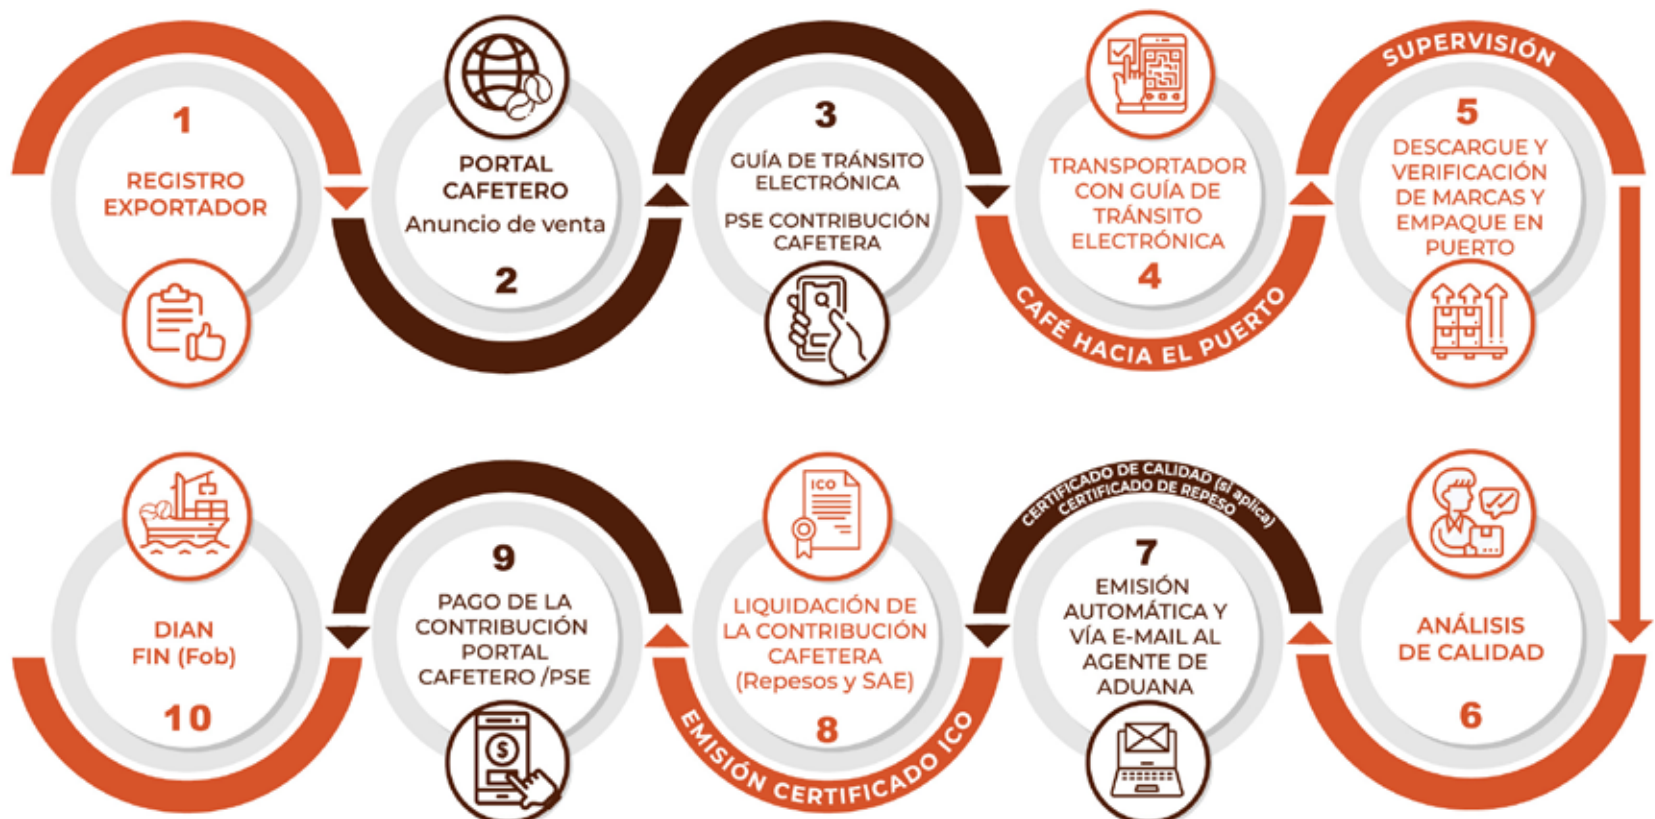 1
REGISTRO
EXPORTADOR
PORTAL
CAFETERO
Anuncio de venta
2
3
GUÍA DE TRÁNSITO
ELECTRÓNICA
PSE CONTRIBUCIÓN
CAFETERA
TRANSPORTADOR
CON GUÍA DE
TRÁNSITO
ELECTRÓNICA
4
CAFÉ HACIA EL PUERTO
SUPERVISIÓN
5
DESCARGUE Y
VERIFICACIÓN
DE MARCAS Y
EMPAQUE EN
PUERTO
ANÁLISIS
DE CALIDAD
6
CERTIFICADO DE CALIDAD (si aplica)
CERTIFICADO DE REPESO
7
EMISIÓN
AUTOMÁTICA Y
VÍA E-MAIL AL
AGENTE DE
ADUANA
ICO
LIQUIDACIÓN DE
LA CONTRIBUCIÓN
CAFETERA
(Repesos y SAE)
8
EMISIÓN CERTIFICADO ICO
9
PAGO DE LA
CONTRIBUCIÓN
PORTAL
CAFETERO /PSE
$
DIAN
FIN (Fob)
10